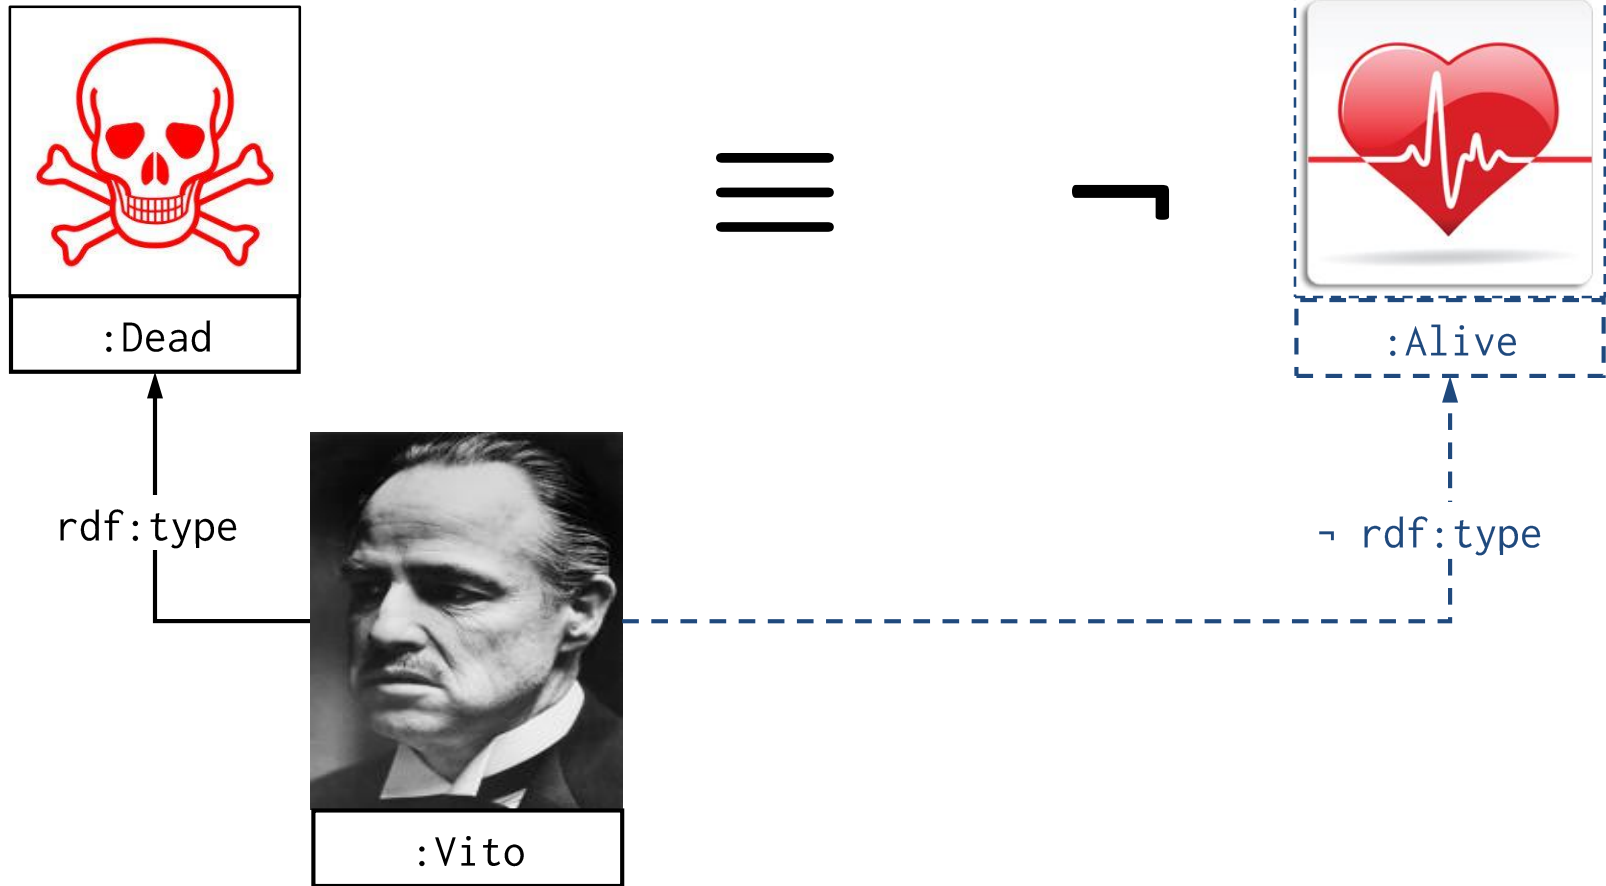 ≡ ¬
:Dead
:Alive
rdf:type
¬ rdf:type
:Vito